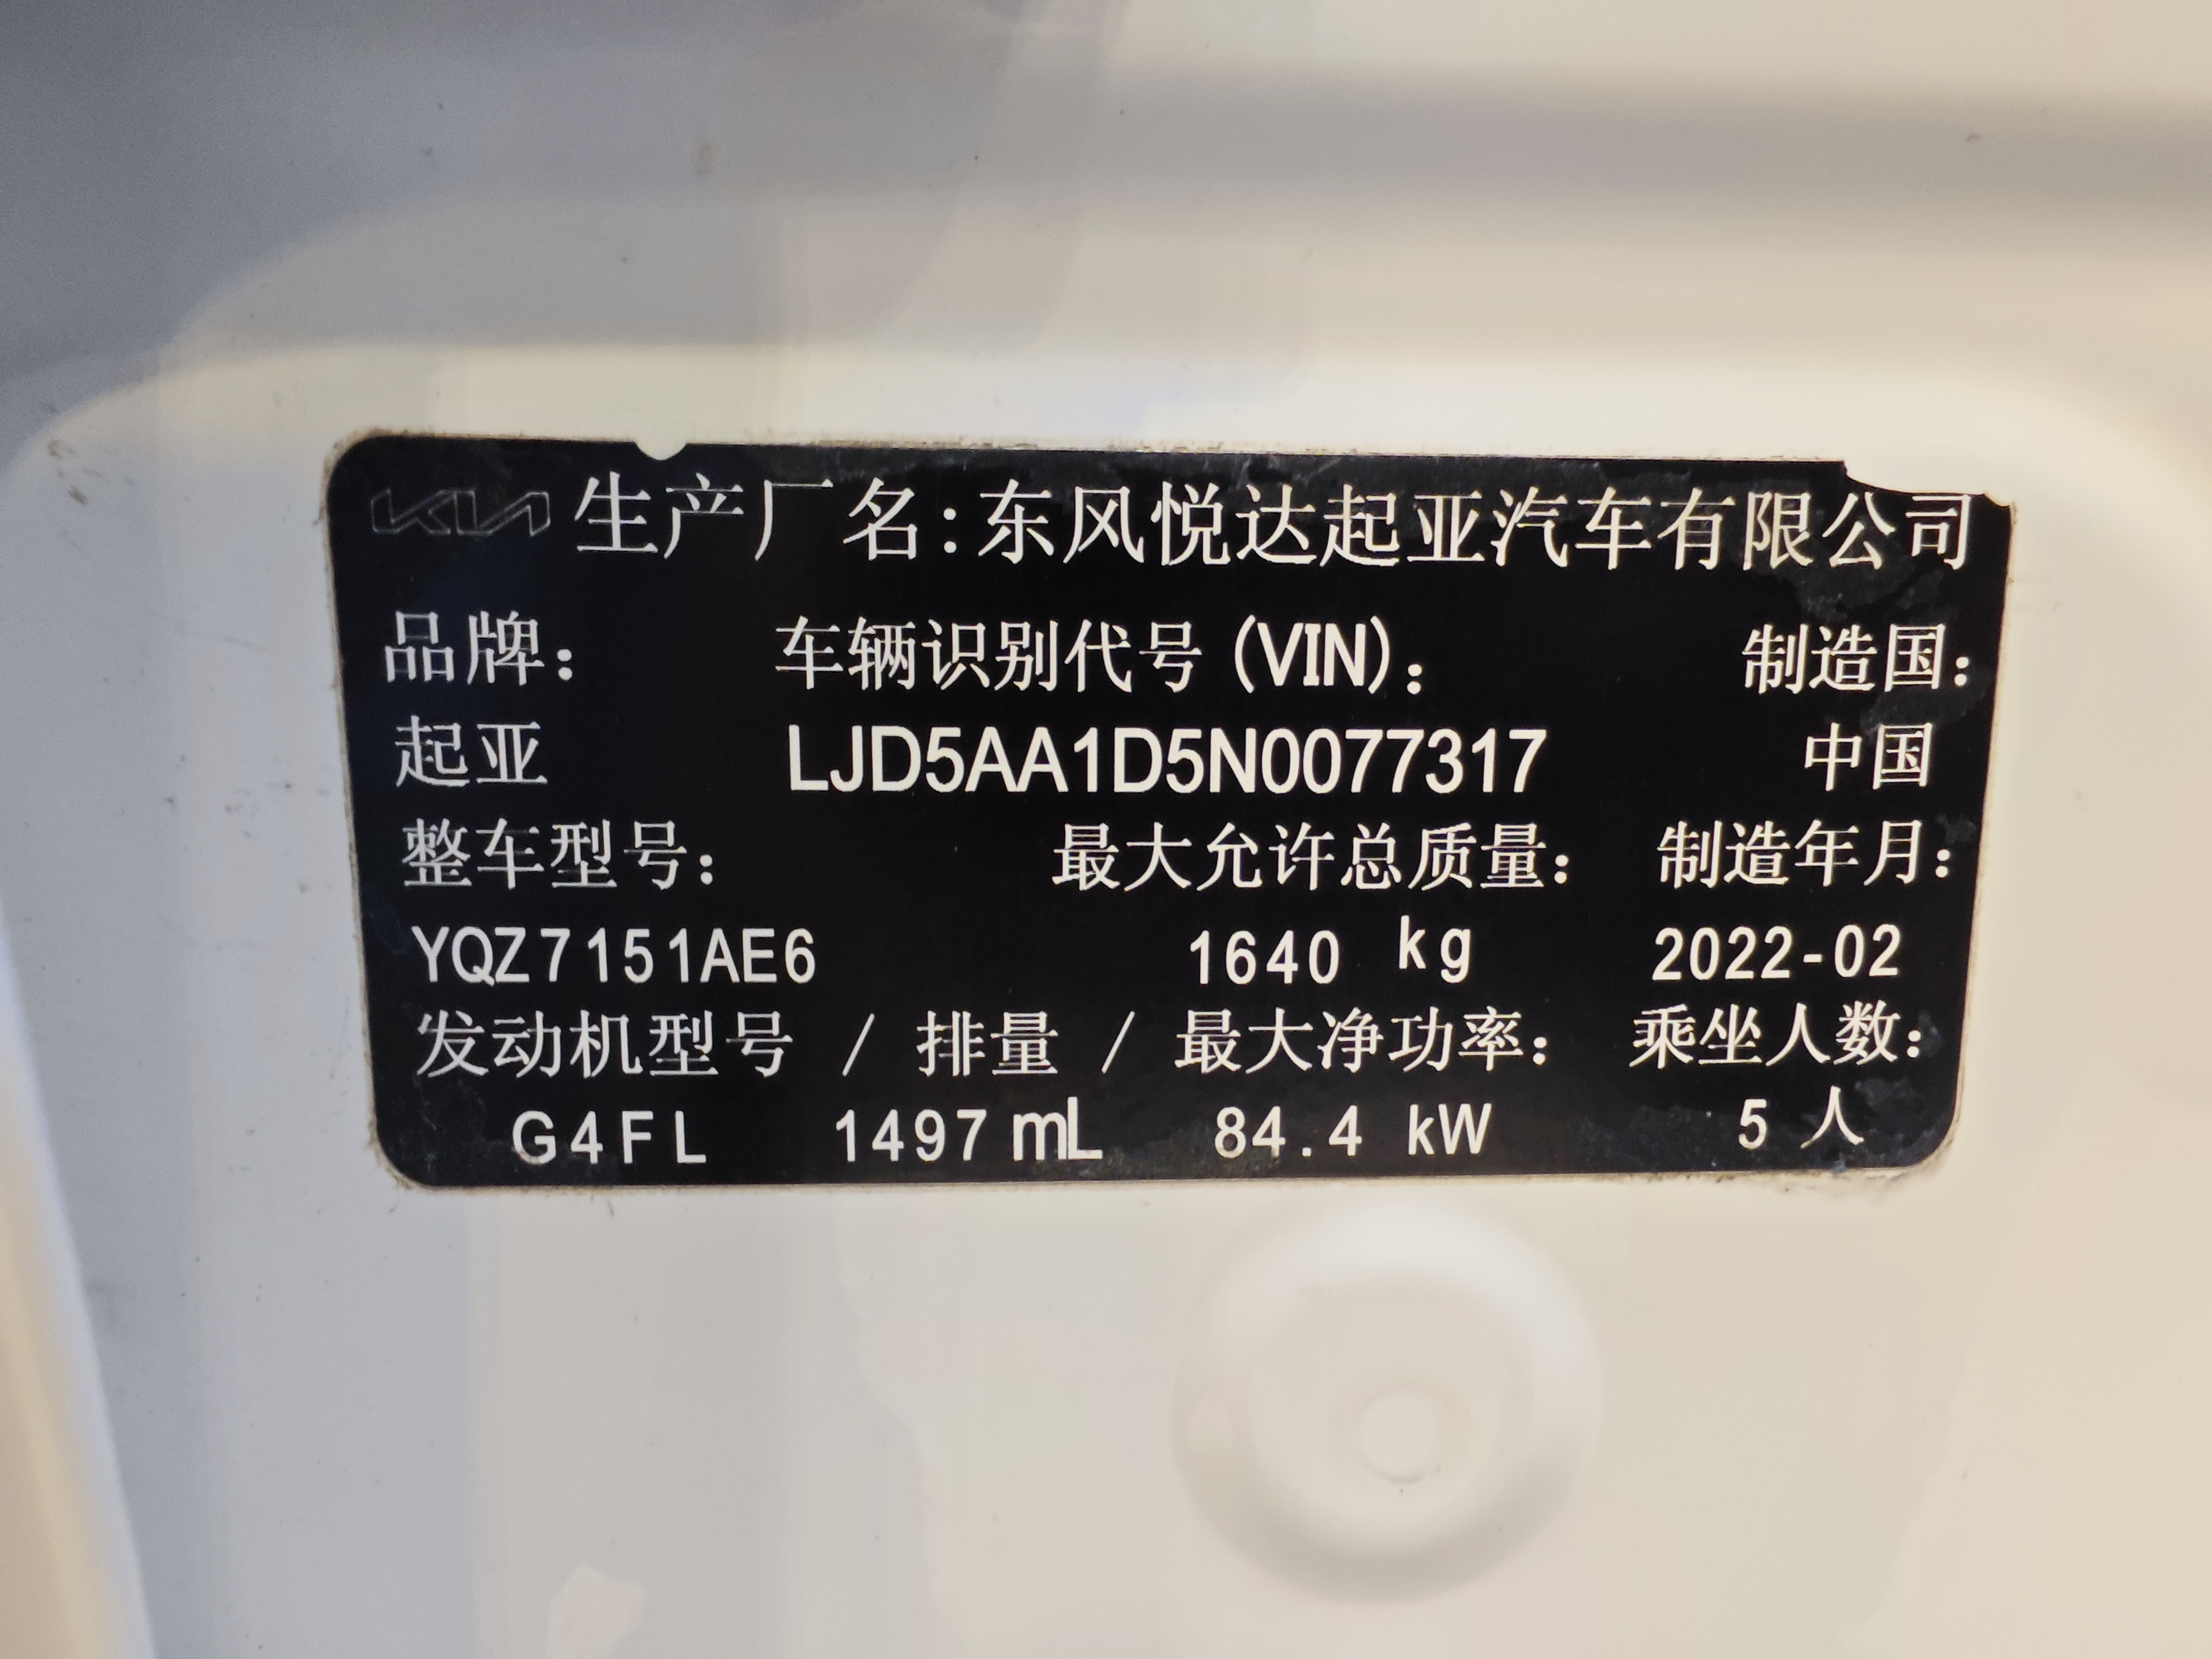 KIA 生产厂名:东风悦达起亚汽车有限公司
品牌: 车辆识别代号(VIN): 制造国:
起亚 LJD5AA1D5N0077317 中国
整车型号: 最大允许总质量: 制造年月:
YQZ7151AE6 1640 kg 2022-02
发动机型号 / 排量 / 最大净功率: 乘坐人数:
G4FL 1497 mL 84.4 kW 5 人